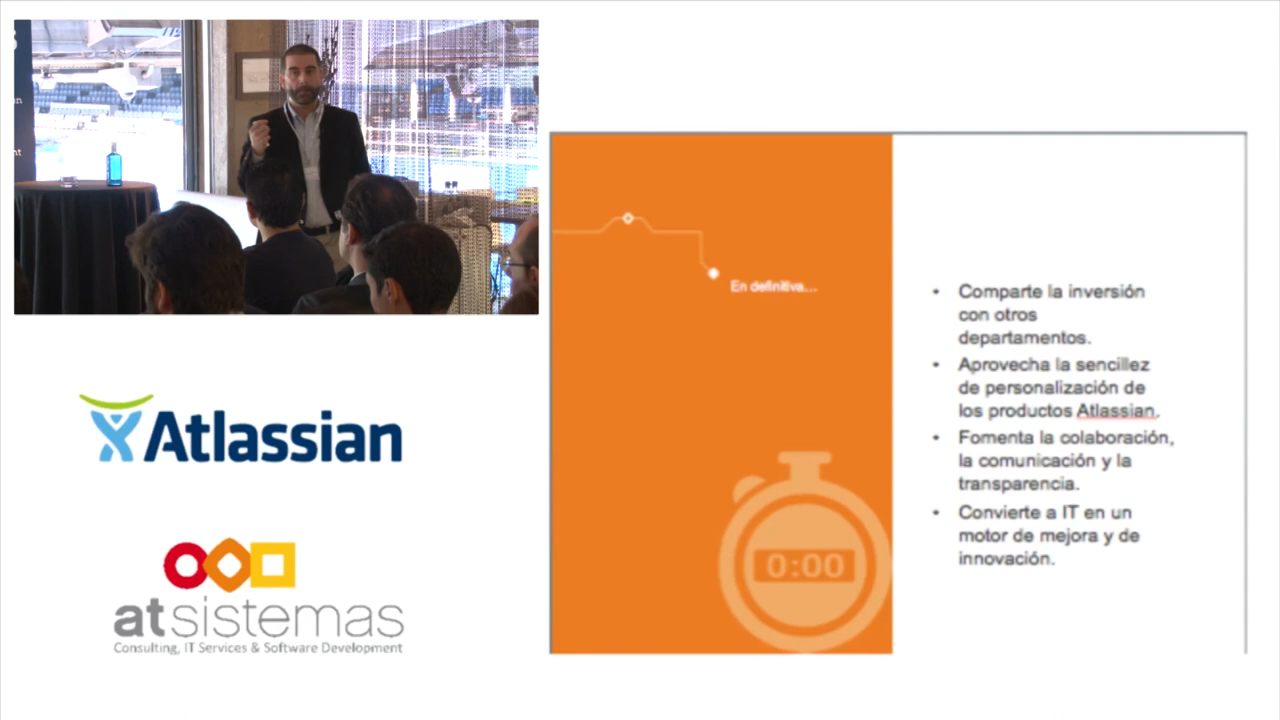 Atlassian
atsistemas
Consulting, IT Services & Software Development
En definitiva...
• Comparte la inversión
con otros
departamentos.
• Aprovecha la sencillez
de personalización de
los productos Atlassian.
• Fomenta la colaboración,
la comunicación y la
transparencia.
• Convierte a IT en un
motor de mejora y de
innovación.
0:00